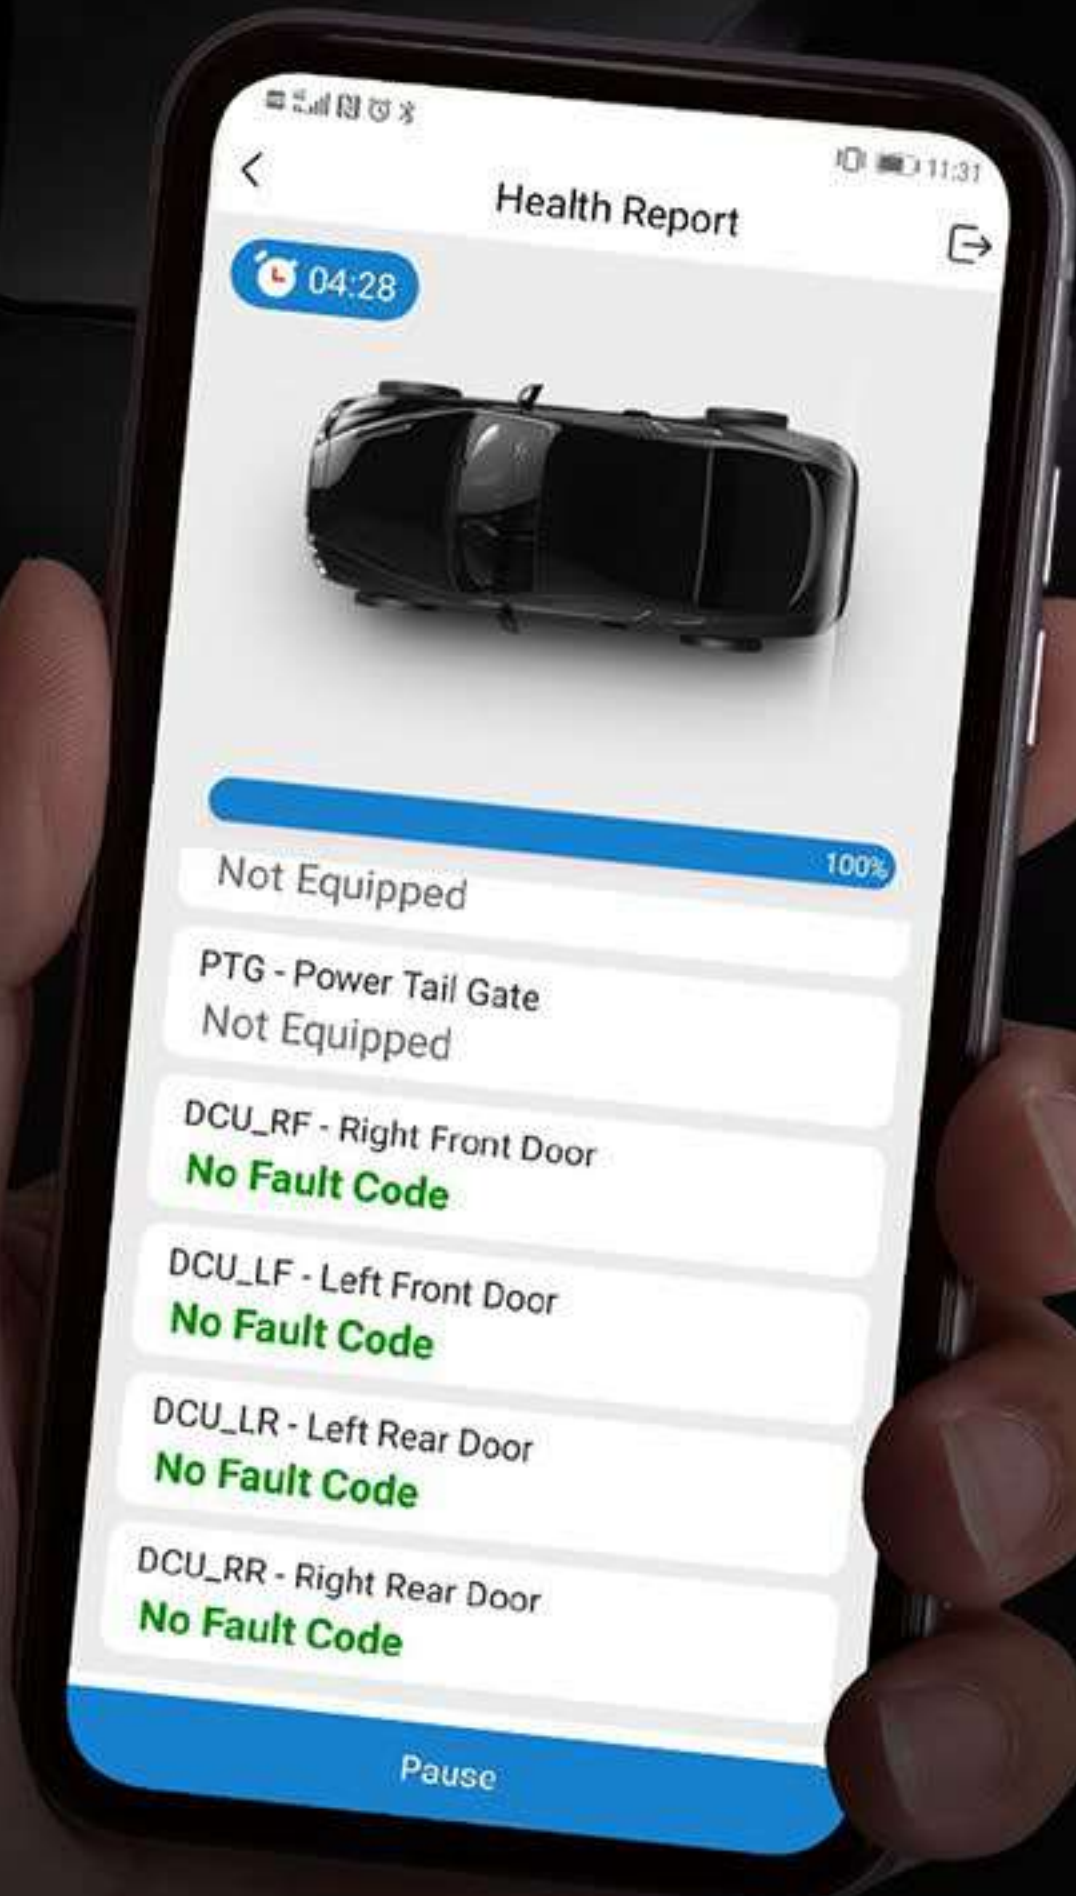 11:31
Health Report
04:28
100%
Not Equipped
PTG - Power Tail Gate
Not Equipped
DCU_RF - Right Front Door
No Fault Code
DCU_LF - Left Front Door
No Fault Code
DCU_LR - Left Rear Door
No Fault Code
DCU_RR - Right Rear Door
No Fault Code
Pause